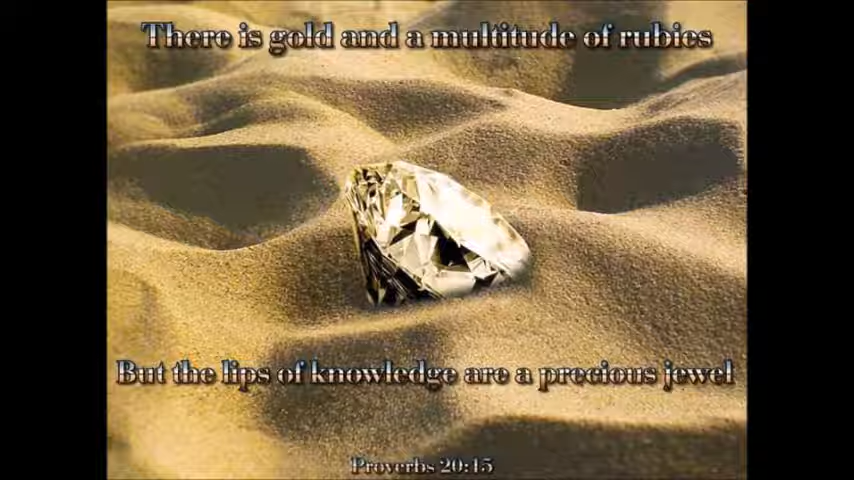 There is gold and a multitude of rubies
But the lips of knowledge are a precious jewel
Proverbs 20:15